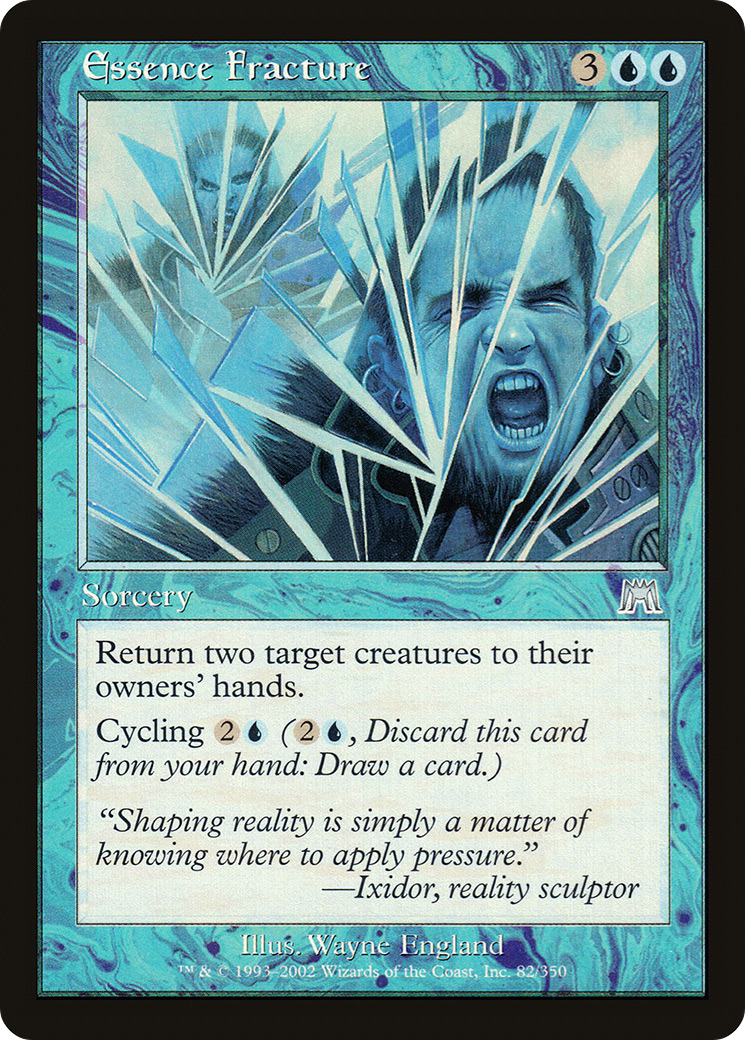 Essence Fracture 3
Sorcery
Return two target creatures to their
owners' hands.
Cycling 2 (2, Discard this card
from your hand: Draw a card.)
“Shaping reality is simply a matter of
knowing where to apply pressure.”
—Ixidor, reality sculptor
Illus. Wayne England
™ & © 1993–2002 Wizards of the Coast, Inc. 82/350